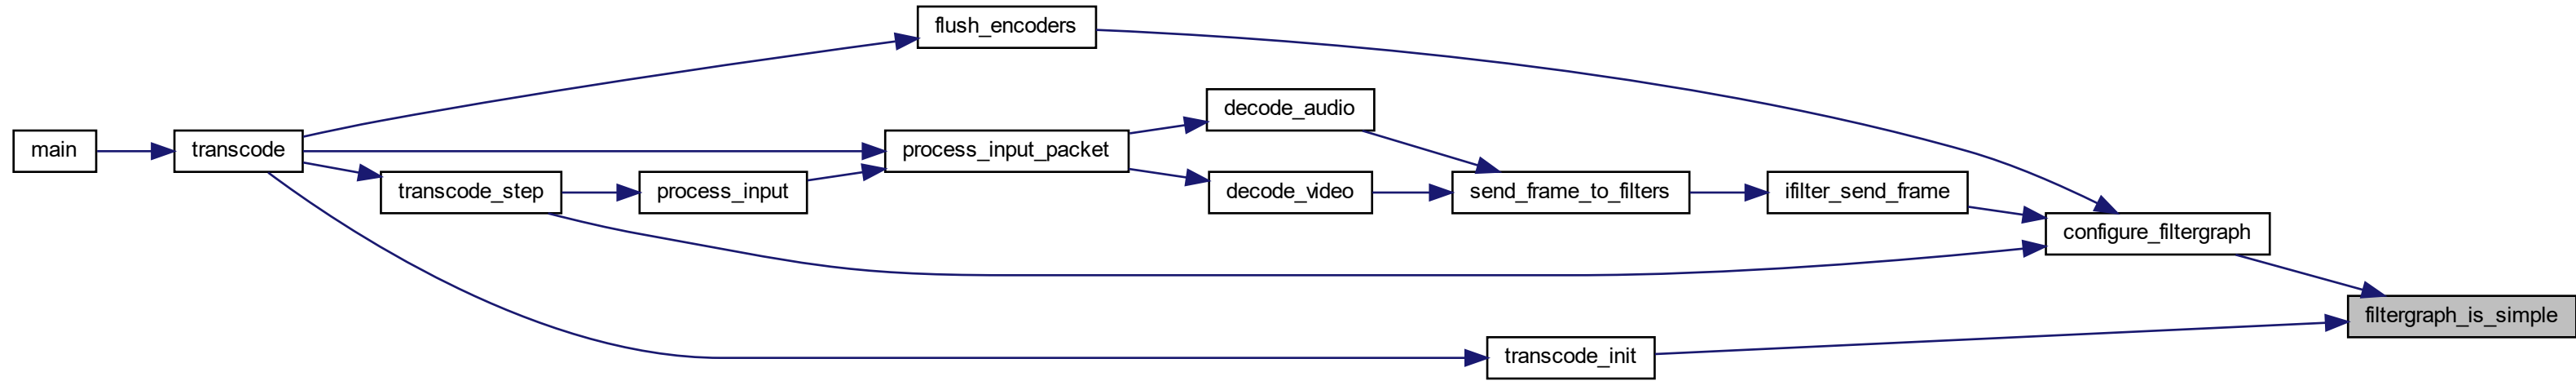 flush_encoders
decode_audio
main
transcode
process_input_packet
transcode_step
process_input
decode_video
send_frame_to_filters
ifilter_send_frame
configure_filtergraph
filtergraph_is_simple
transcode_init